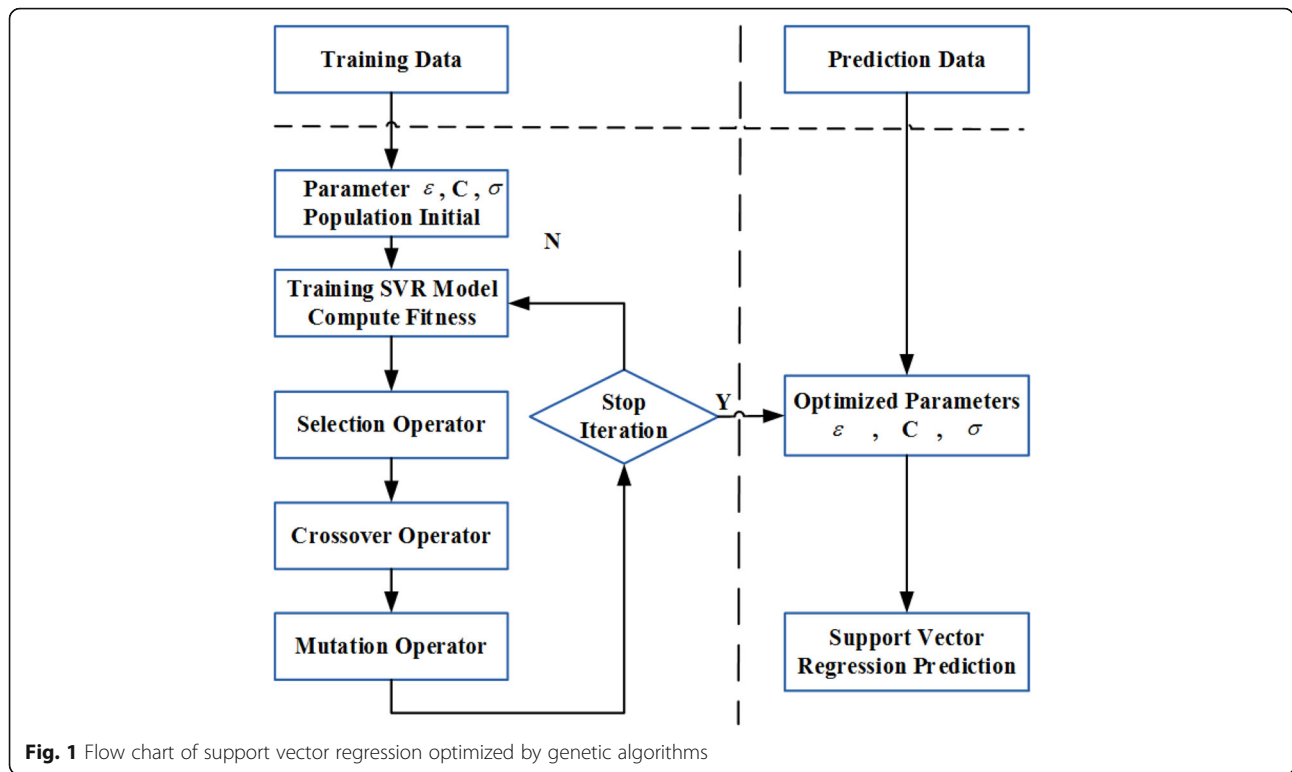 Training Data
Prediction Data
Parameter ε , C , σ
Population Initial
N
Training SVR Model
Compute Fitness
Selection Operator
Stop
Iteration
Y
Optimized Parameters
ε , C , σ
Crossover Operator
Mutation Operator
Support Vector
Regression Prediction
Fig. 1 Flow chart of support vector regression optimized by genetic algorithms